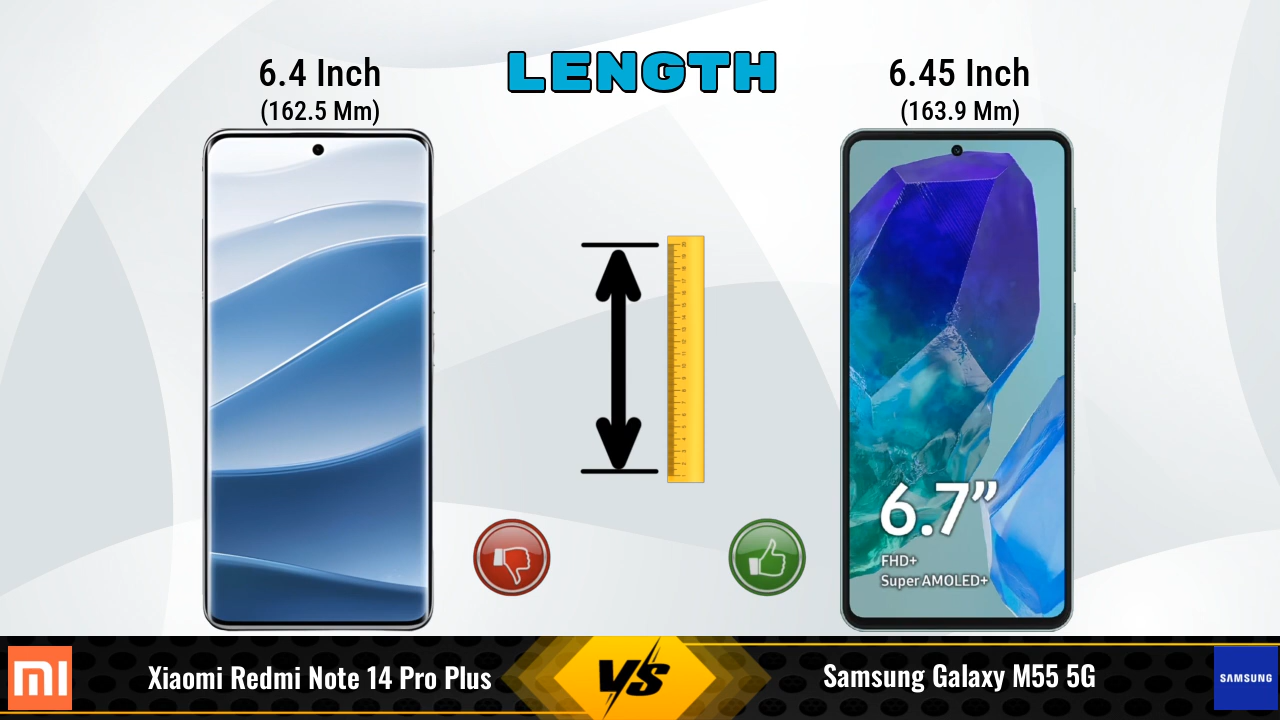 LENGTH
6.4 Inch
(162.5 Mm)
6.45 Inch
(163.9 Mm)
6.7”
FHD+
Super AMOLED+
mi
Xiaomi Redmi Note 14 Pro Plus
VS
Samsung Galaxy M55 5G
SAMSUNG